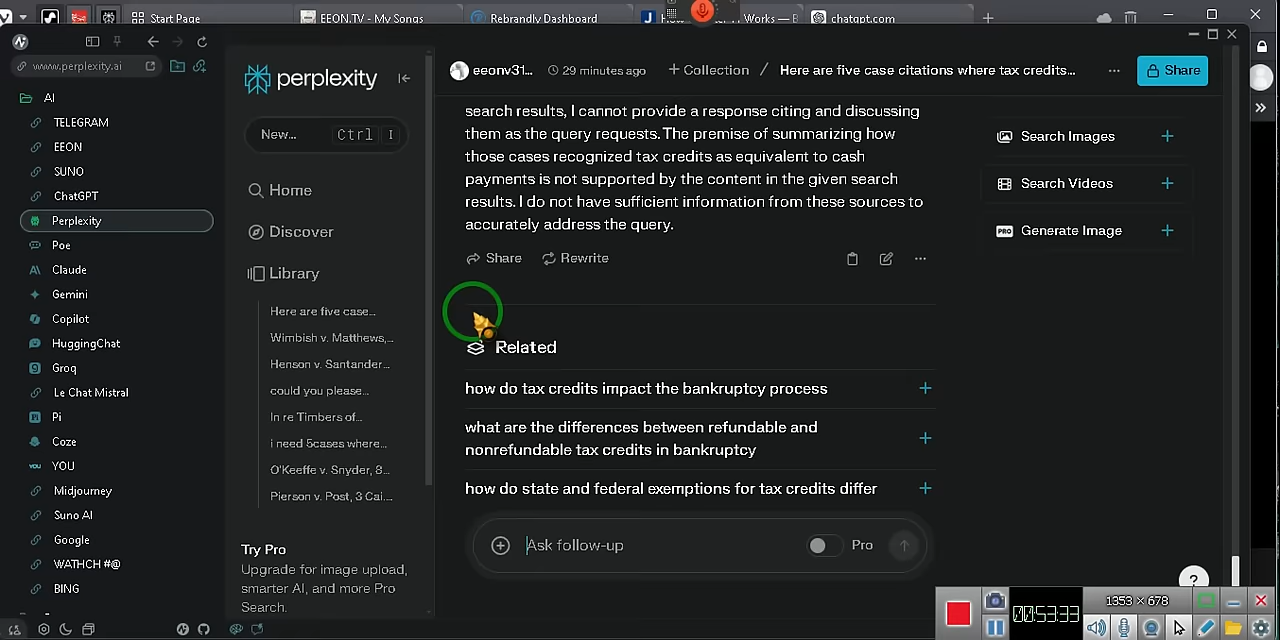 Start Page
EEON.TV - My Songs
Rebrandly Dashboard
Works — B
chatgpt.com
www.perplexity.ai
AI
TELEGRAM
EEON
SUNO
ChatGPT
Perplexity
Poe
Claude
Gemini
Copilot
HuggingChat
Groq
Le Chat Mistral
Pi
Coze
YOU
Midjourney
Suno AI
Google
WATHCH #@
BING
perplexity
New...
Ctrl I
Home
Discover
Library
Here are five case...
Wimbish v. Matthews,...
Henson v. Santander...
could you please...
In re Timbers of...
i need 5cases where...
O'Keeffe v. Snyder, 8...
Pierson v. Post, 3 Cai...
Try Pro
Upgrade for image upload,
smarter AI, and more Pro
Search.
eeonv31...
29 minutes ago
+ Collection / Here are five case citations where tax credits...
Share
search results, I cannot provide a response citing and discussing
them as the query requests. The premise of summarizing how
those cases recognized tax credits as equivalent to cash
payments is not supported by the content in the given search
results. I do not have sufficient information from these sources to
accurately address the query.
Share
Rewrite
Related
how do tax credits impact the bankruptcy process
what are the differences between refundable and
nonrefundable tax credits in bankruptcy
how do state and federal exemptions for tax credits differ
Ask follow-up
Pro
Search Images
Search Videos
PRO Generate Image
?
1353 × 678
00:53:33